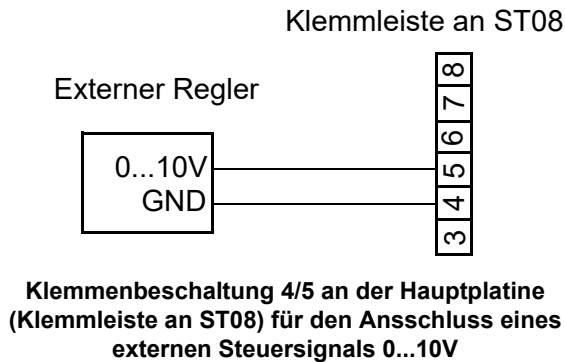 Klemmleiste an ST08
Externer Regler
0...10V
GND
8
7
6
5
4
3
Klemmenbeschaltung 4/5 an der Hauptplatine
(Klemmleiste an ST08) für den Ansschluss eines
externen Steuersignals 0...10V